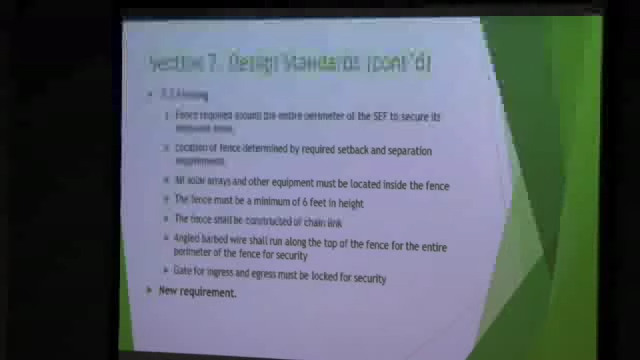 Section 7. Design Standards (cont'd)
Fencing
Fence required around the entire perimeter of the SEF to secure its
Location of fence determined by required setback and separation
requirements
All solar arrays and other equipment must be located inside the fence
The fence must be a minimum of 6 feet in height
The fence shall be constructed of chain link
Angled barbed wire shall run along the top of the fence for the entire
perimeter of the fence for security
Gate for ingress and egress must be locked for security
New requirement.